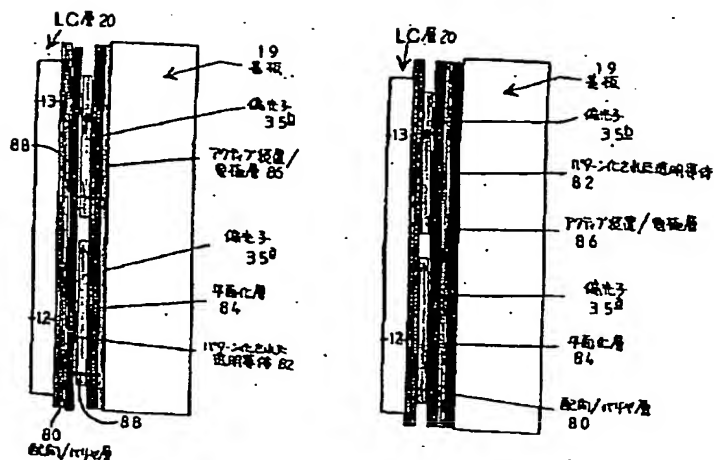 LC層 20
19
基板
13
偏光子
35b
88
アクティブ装置/
電極層 86
偏光子
35a
平面化層
84
12
パターン化された
透明導体 82
88
80
配向/バリヤ層
LC層 20
19
基板
13
偏光子
35b
パターン化された透明導体
82
アクティブ装置/電極層
86
偏光子
35a
12
平面化層
84
配向/バリヤ層
80